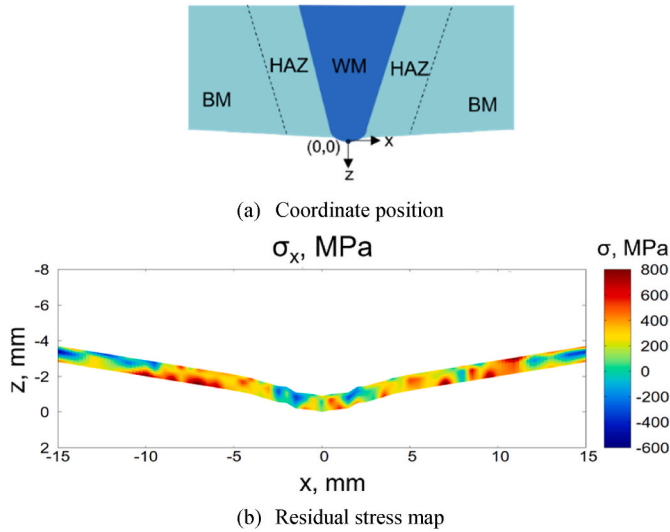 HAZ WM HAZ
BM BM
(0,0) x
z
(a) Coordinate position
σx, MPa σ, MPa
-8 800
-6 600
-4 400
-2 200
0 0
2 -200
-400
-600
z, mm
-15 -10 -5 0 5 10 15
x, mm
(b) Residual stress map